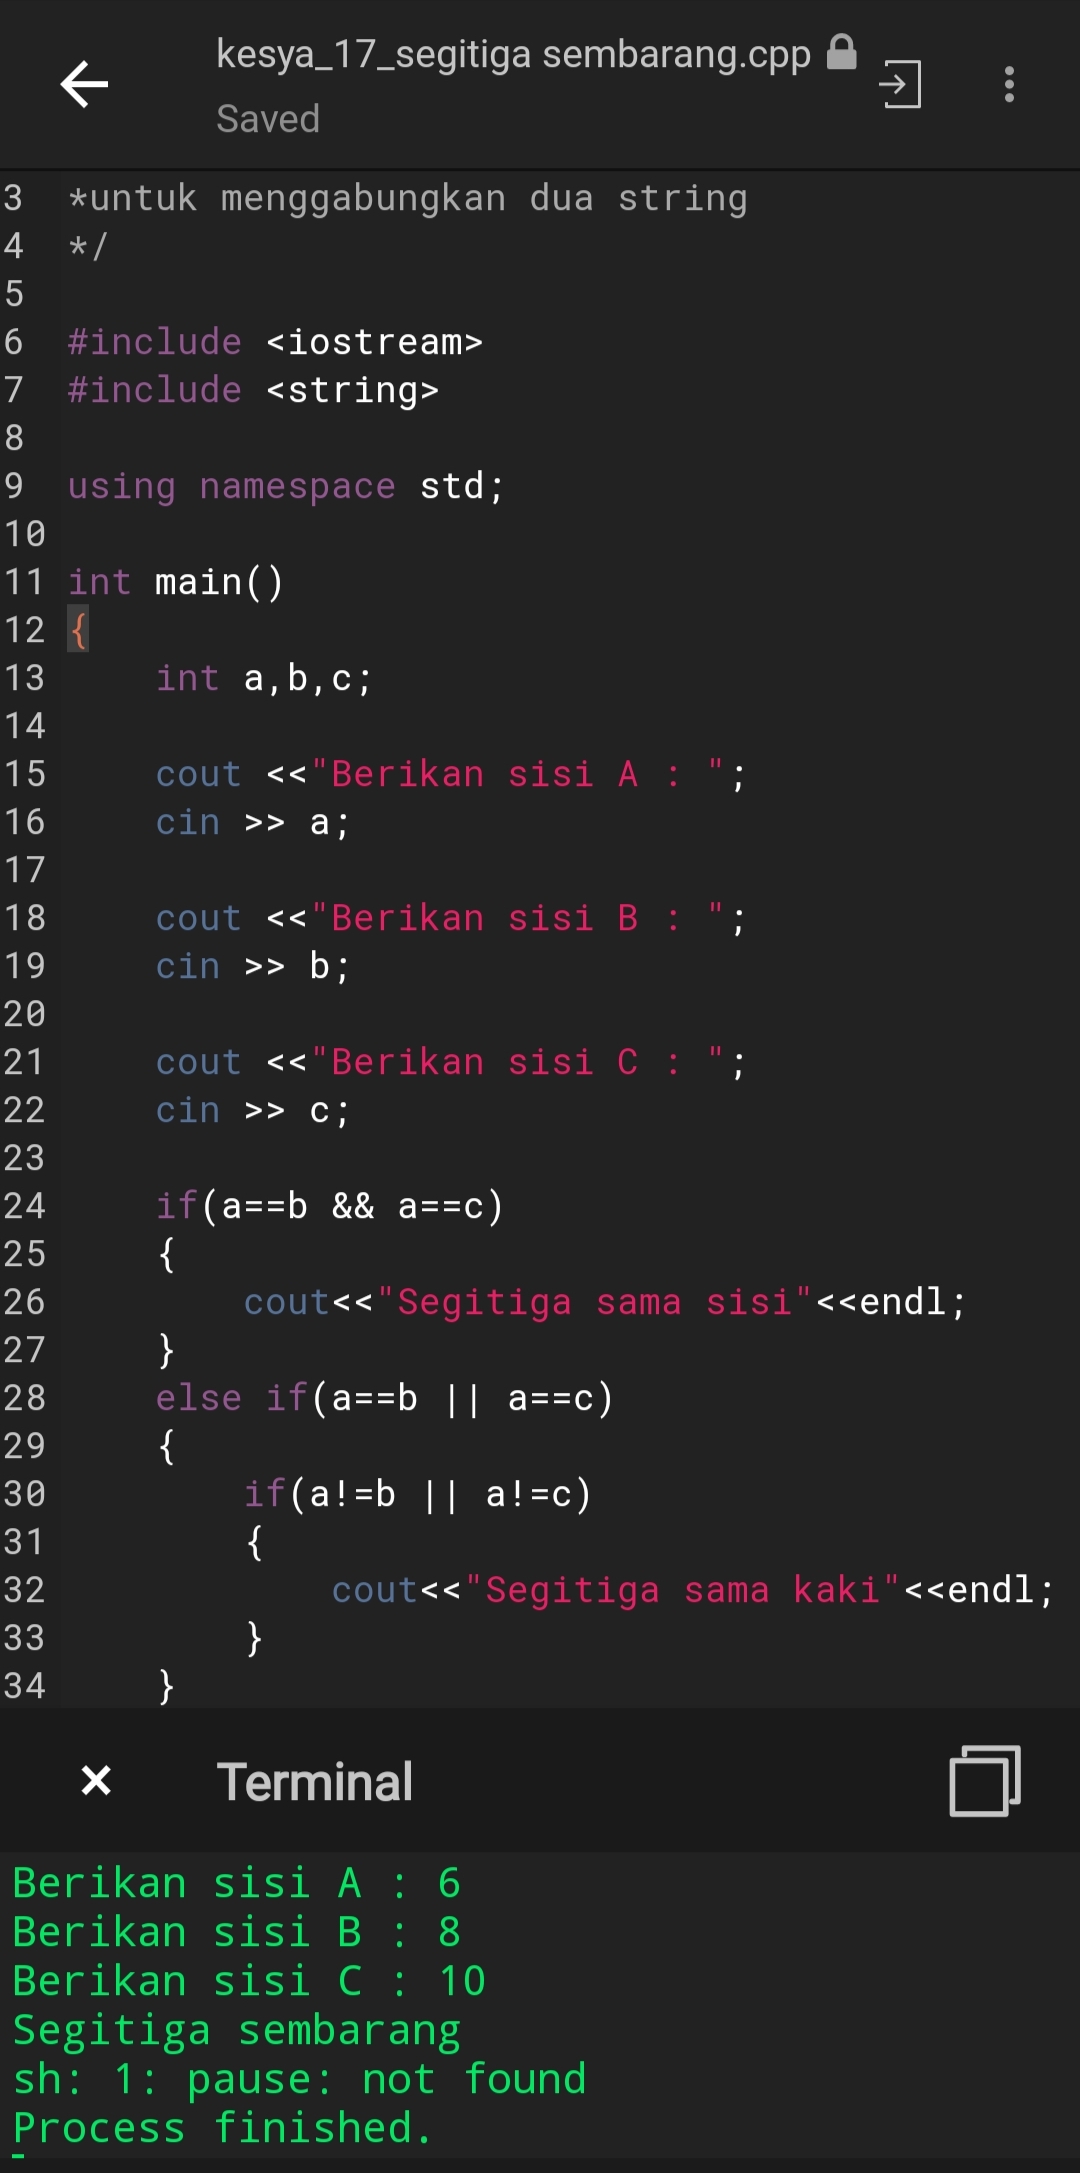 kesya_17_segitiga sembarang.cpp
Saved
3 *untuk menggabungkan dua string
4 */
5
6 #include <iostream>
7 #include <string>
8
9 using namespace std;
10
11 int main()
12 {
13 int a,b,c;
14
15 cout <<"Berikan sisi A : ";
16 cin >> a;
17
18 cout <<"Berikan sisi B : ";
19 cin >> b;
20
21 cout <<"Berikan sisi C : ";
22 cin >> c;
23
24 if(a==b && a==c)
25 {
26 cout<<"Segitiga sama sisi"<<endl;
27 }
28 else if(a==b || a==c)
29 {
30 if(a!=b || a!=c)
31 {
32 cout<<"Segitiga sama kaki"<<endl;
33 }
34 }
Terminal
Berikan sisi A : 6
Berikan sisi B : 8
Berikan sisi C : 10
Segitiga sembarang
sh: 1: pause: not found
Process finished.